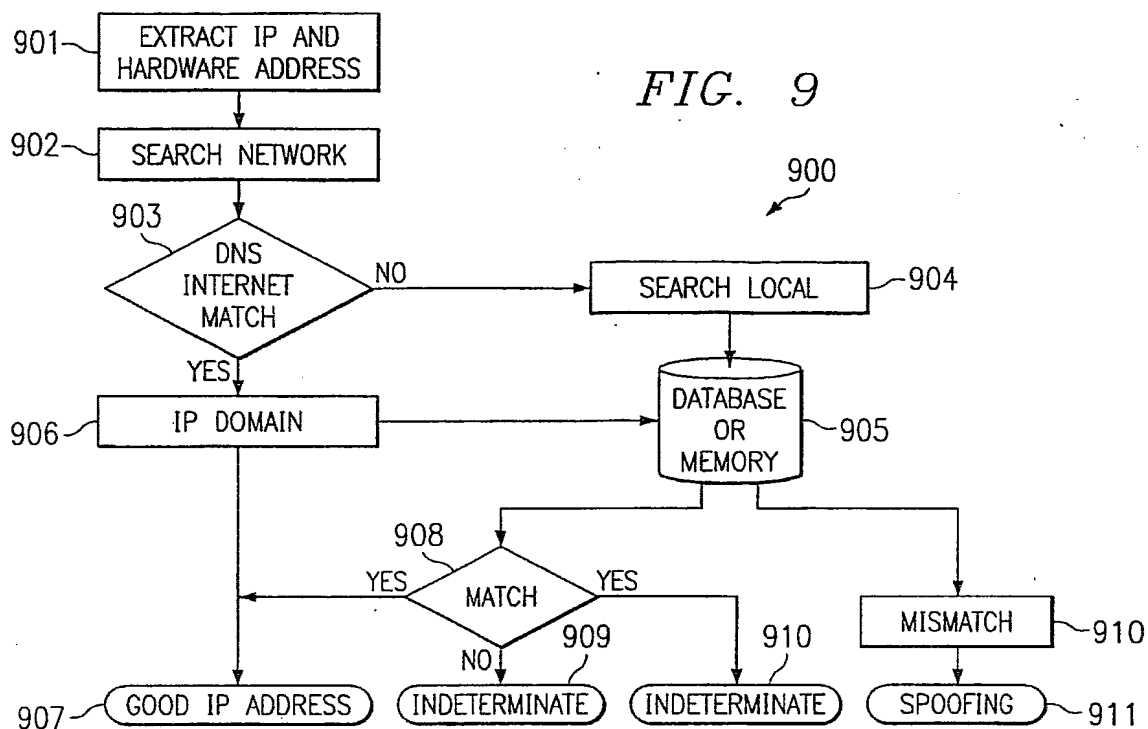 901
EXTRACT IP AND
HARDWARE ADDRESS
FIG. 9
902
SEARCH NETWORK
900
903
DNS
INTERNET
MATCH
NO
SEARCH LOCAL
904
YES
906
IP DOMAIN
DATABASE
OR
MEMORY
905
908
YES
MATCH
YES
NO
909
910
MISMATCH
910
907
GOOD IP ADDRESS
INDETERMINATE
INDETERMINATE
SPOOFING
911